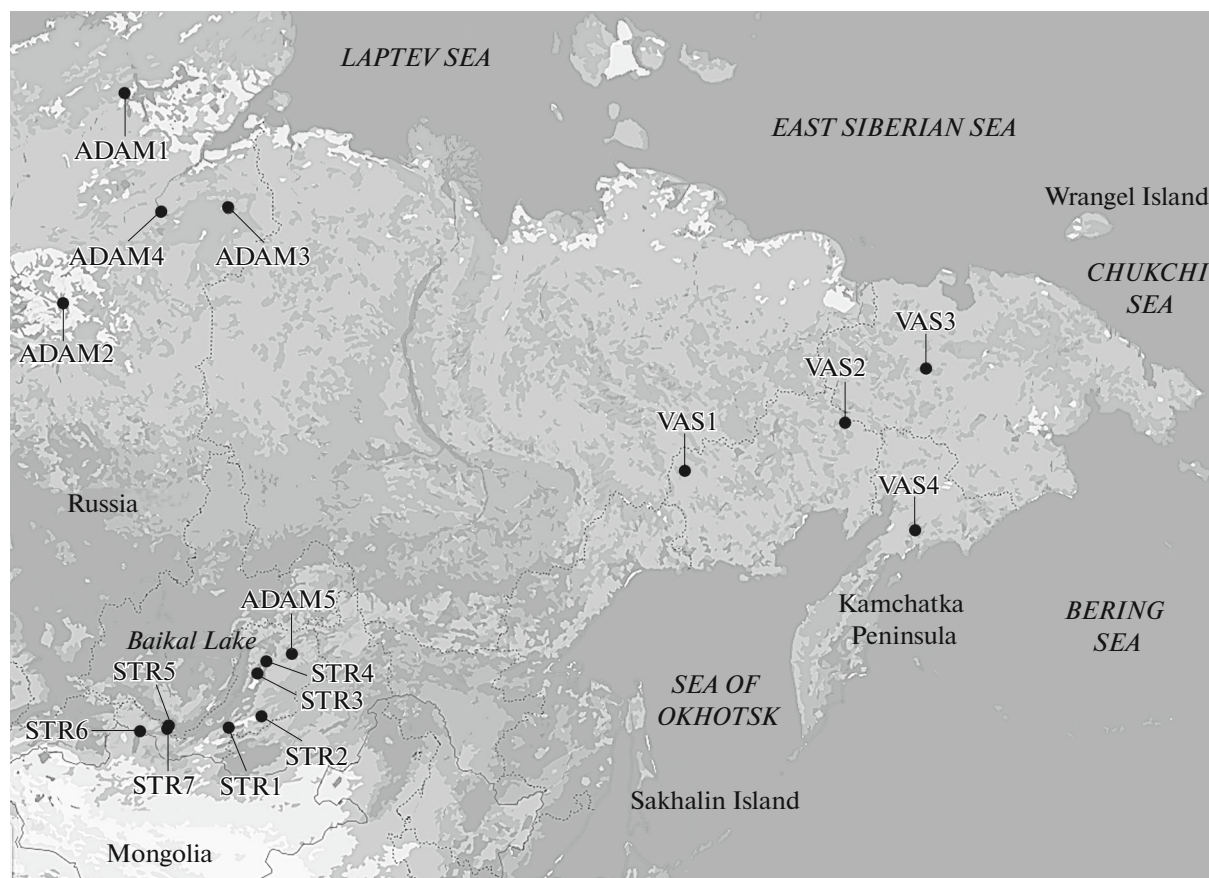 LAPTEV SEA
EAST SIBERIAN SEA
ADAM1
Wrangel Island
ADAM4
ADAM3
CHUKCHI
SEA
VAS3
ADAM2
VAS2
VAS1
VAS4
Russia
ADAM5
Kamchatka
Peninsula
BERING
SEA
Baikal Lake
STR5
STR4
STR3
SEA OF
OKHOTSK
STR6
STR2
STR7
STR1
Sakhalin Island
Mongolia